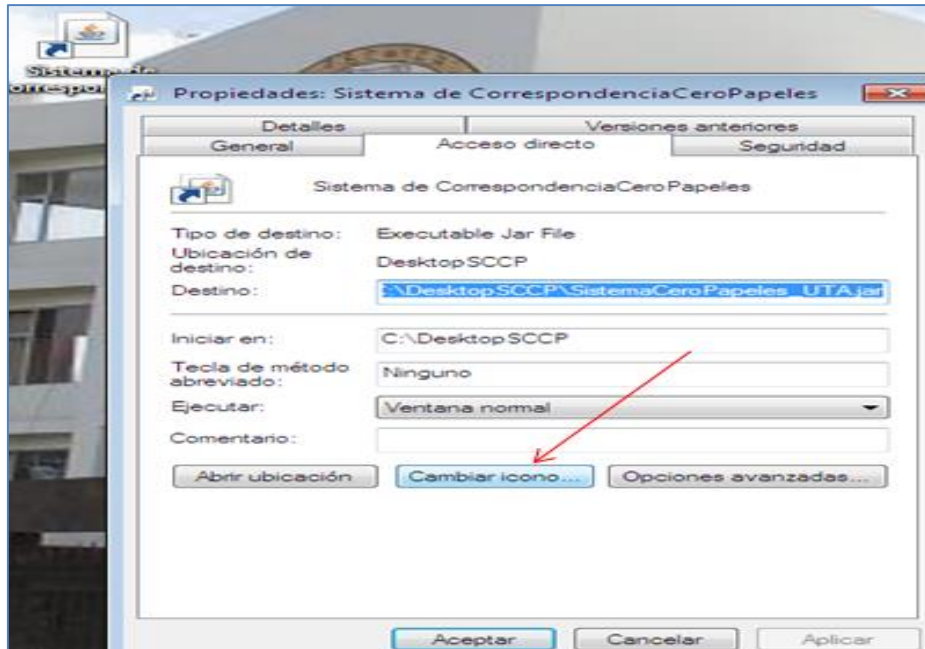 Sistema de
Propiedades: Sistema de CorrespondenciaCeroPapeles
Detalles
Versiones anteriores
General
Acceso directo
Seguridad
Sistema de CorrespondenciaCeroPapeles
Tipo de destino: Executable Jar File
Ubicación de destino: DesktopSCCP
Destino: :\DesktopSCCP\SistemaCeroPapeles_UTA.jar
Iniciar en: C:\DesktopSCCP
Tecla de método abreviado: Ninguno
Ejecutar: Ventana normal
Comentario:
Abrir ubicación
Cambiar icono...
Opciones avanzadas...
Aceptar
Cancelar
Aplicar